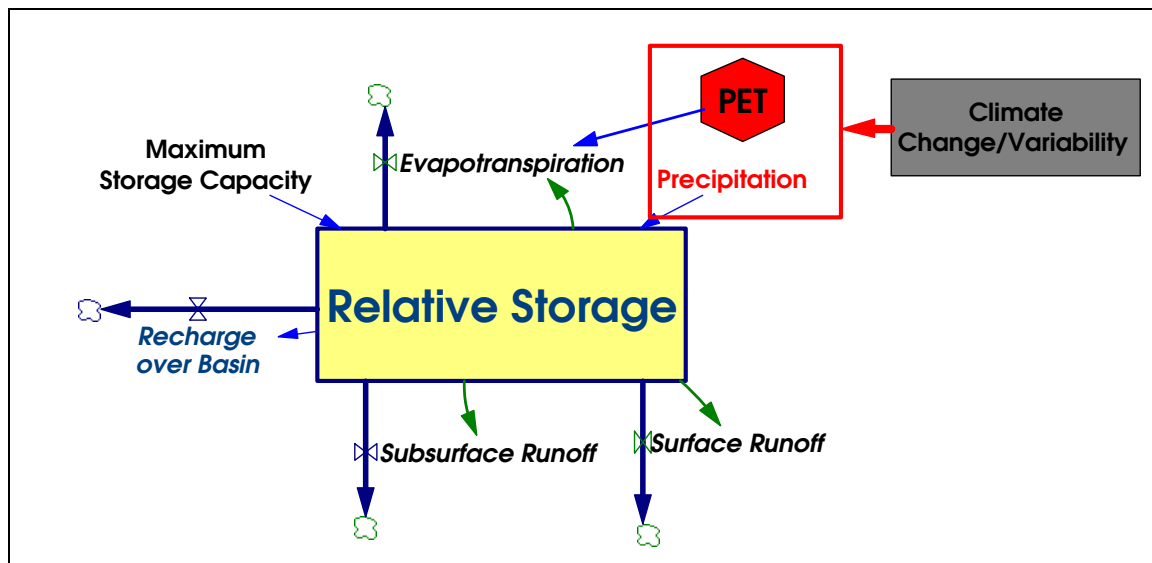 PET
Climate
Change/Variability
Maximum
Storage Capacity
Evapotranspiration
Precipitation
Relative Storage
Recharge
over Basin
Subsurface Runoff
Surface Runoff